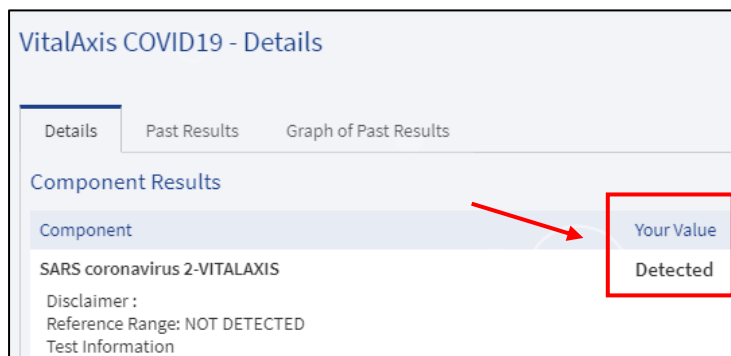 VitalAxis COVID19 - Details
Details Past Results Graph of Past Results
Component Results
Component Your Value
SARS coronavirus 2-VITALAXIS Detected
Disclaimer :
Reference Range: NOT DETECTED
Test Information